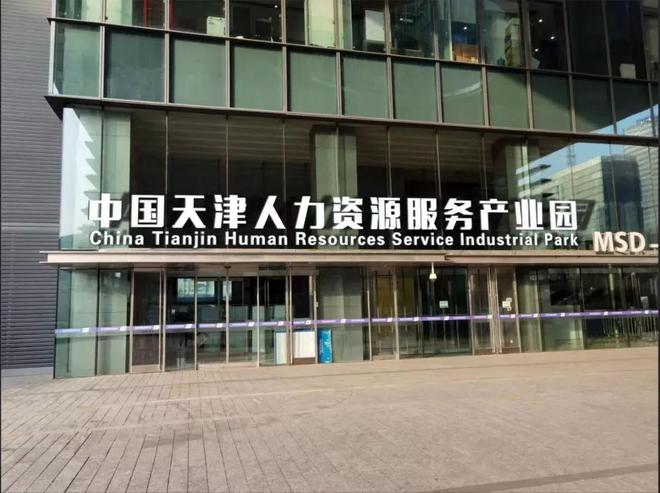 中国天津人力资源服务产业园
China Tianjin Human Resources Service Industrial Park
MSD-